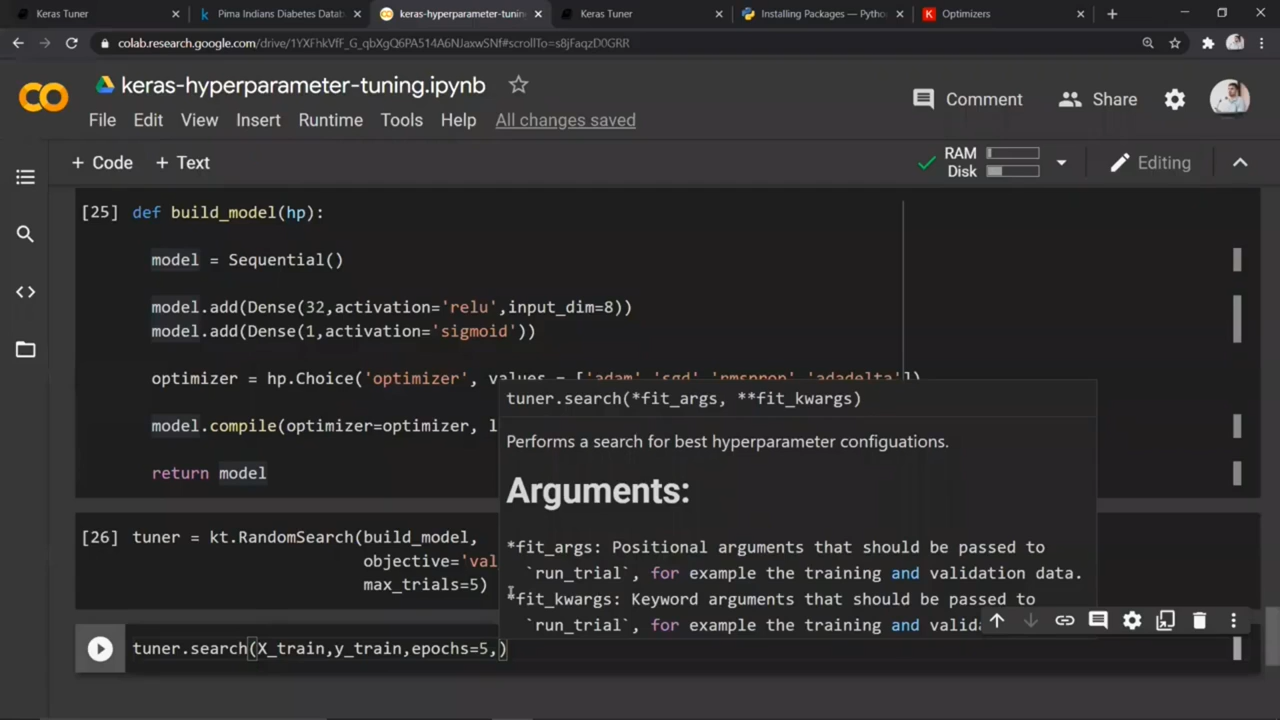 Keras Tuner
Pima Indians Diabetes Datab
keras-hyperparameter-tuning
Keras Tuner
Installing Packages — Pytho
Optimizers
colab.research.google.com/drive/1YXFhkVfF_G_qbXgQ6PA514A6NJaxwSNf#scrollTo=s8jFaqzD0GRR
keras-hyperparameter-tuning.ipynb
Comment
Share
File Edit View Insert Runtime Tools Help All changes saved
+ Code + Text
RAM
Disk
Editing
[25] def build_model(hp):
model = Sequential()
model.add(Dense(32,activation='relu',input_dim=8))
model.add(Dense(1,activation='sigmoid'))
optimizer = hp.Choice('optimizer', values = ['adam','sgd','rmsprop','adadelta'])
model.compile(optimizer=optimizer, l
return model
tuner.search(*fit_args, **fit_kwargs)
Performs a search for best hyperparameter configuations.
Arguments:
*fit_args: Positional arguments that should be passed to
`run_trial`, for example the training and validation data.
*fit_kwargs: Keyword arguments that should be passed to
`run_trial`, for example the training and valida
[26] tuner = kt.RandomSearch(build_model,
objective='val
max_trials=5)
tuner.search(X_train,y_train,epochs=5,)